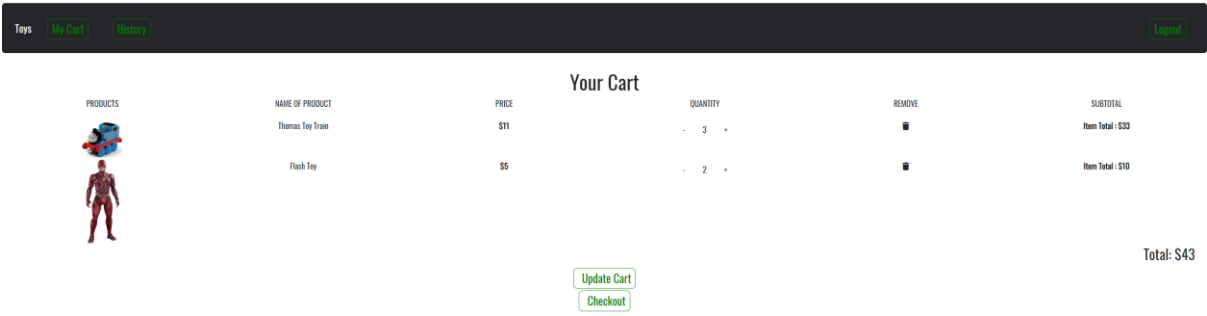 Toys My Cart History Logout
Your Cart
PRODUCTS NAME OF PRODUCT PRICE QUANTITY REMOVE SUBTOTAL
Thomas Toy Train $11 - 3 + Item Total : $33
Flash Toy $5 - 2 + Item Total : $10
Total: $43
Update Cart
Checkout